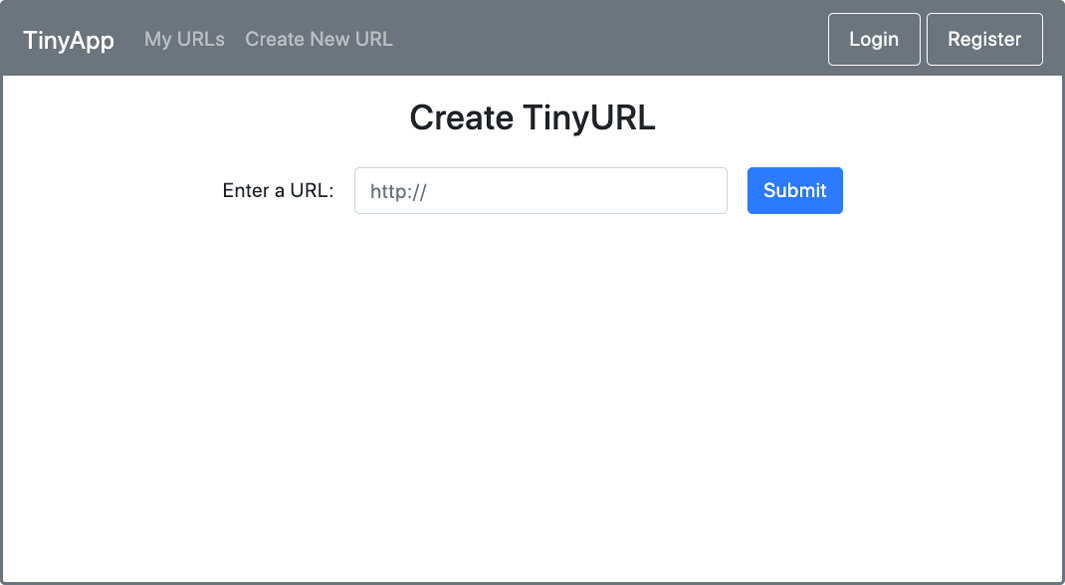 TinyApp My URLs Create New URL Login Register
Create TinyURL
Enter a URL: http:// Submit